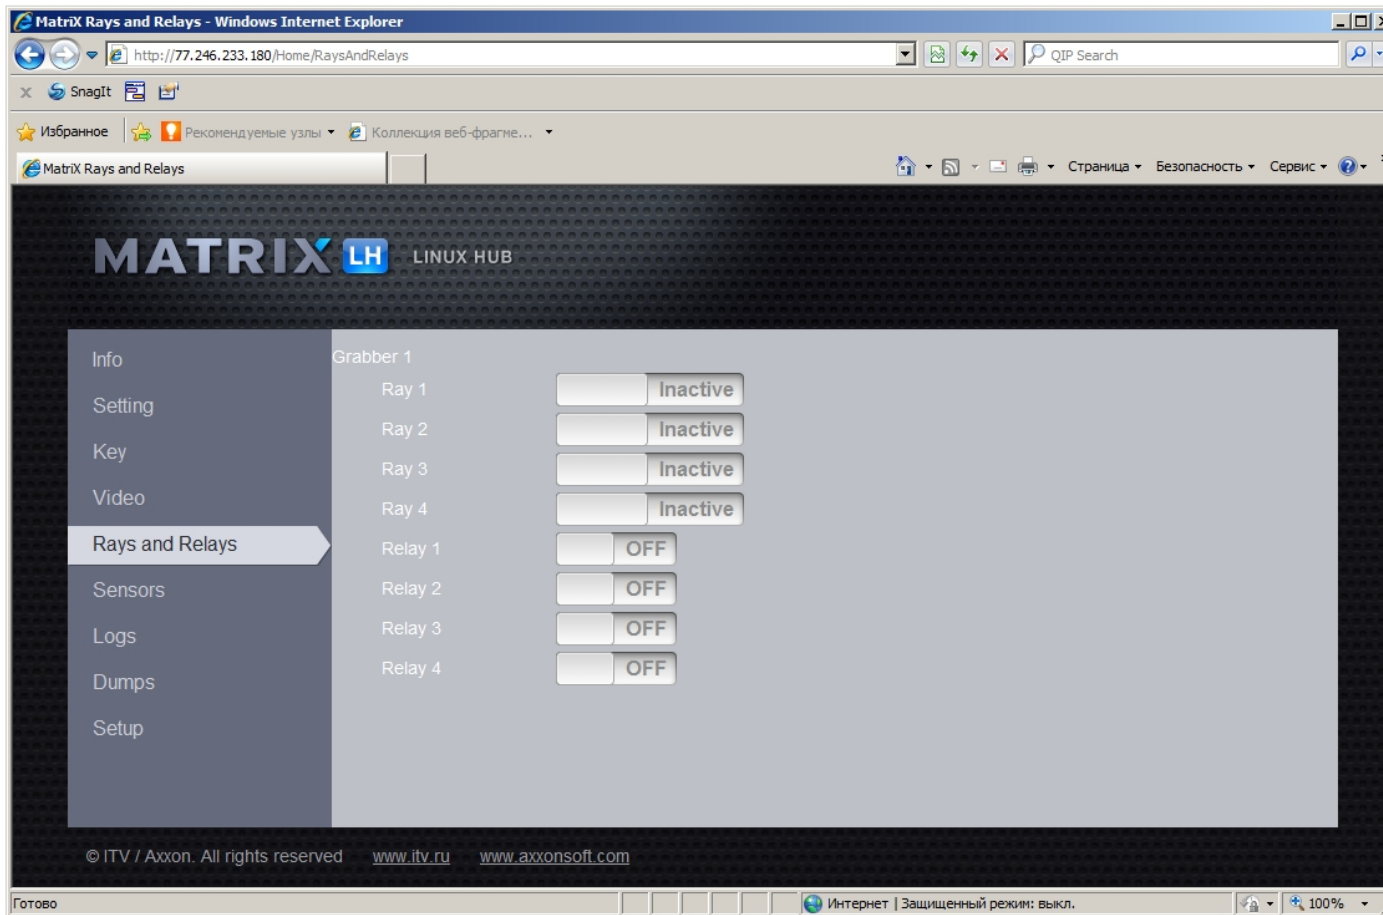 MatriX Rays and Relays - Windows Internet Explorer
http://77.246.233.180/Home/RaysAndRelays
QIP Search
x SnagIt
Избранное Рекомендуемые узлы Коллекция веб-фрагме...
MatriX Rays and Relays
Страница Безопасность Сервис
MATRIX LH LINUX HUB
Info
Setting
Key
Video
Rays and Relays
Sensors
Logs
Dumps
Setup
Grabber 1
Ray 1 Inactive
Ray 2 Inactive
Ray 3 Inactive
Ray 4 Inactive
Relay 1 OFF
Relay 2 OFF
Relay 3 OFF
Relay 4 OFF
© ITV / Axxon. All rights reserved www.itv.ru www.axxonsoft.com
Готово Интернет | Защищенный режим: выкл. 100%